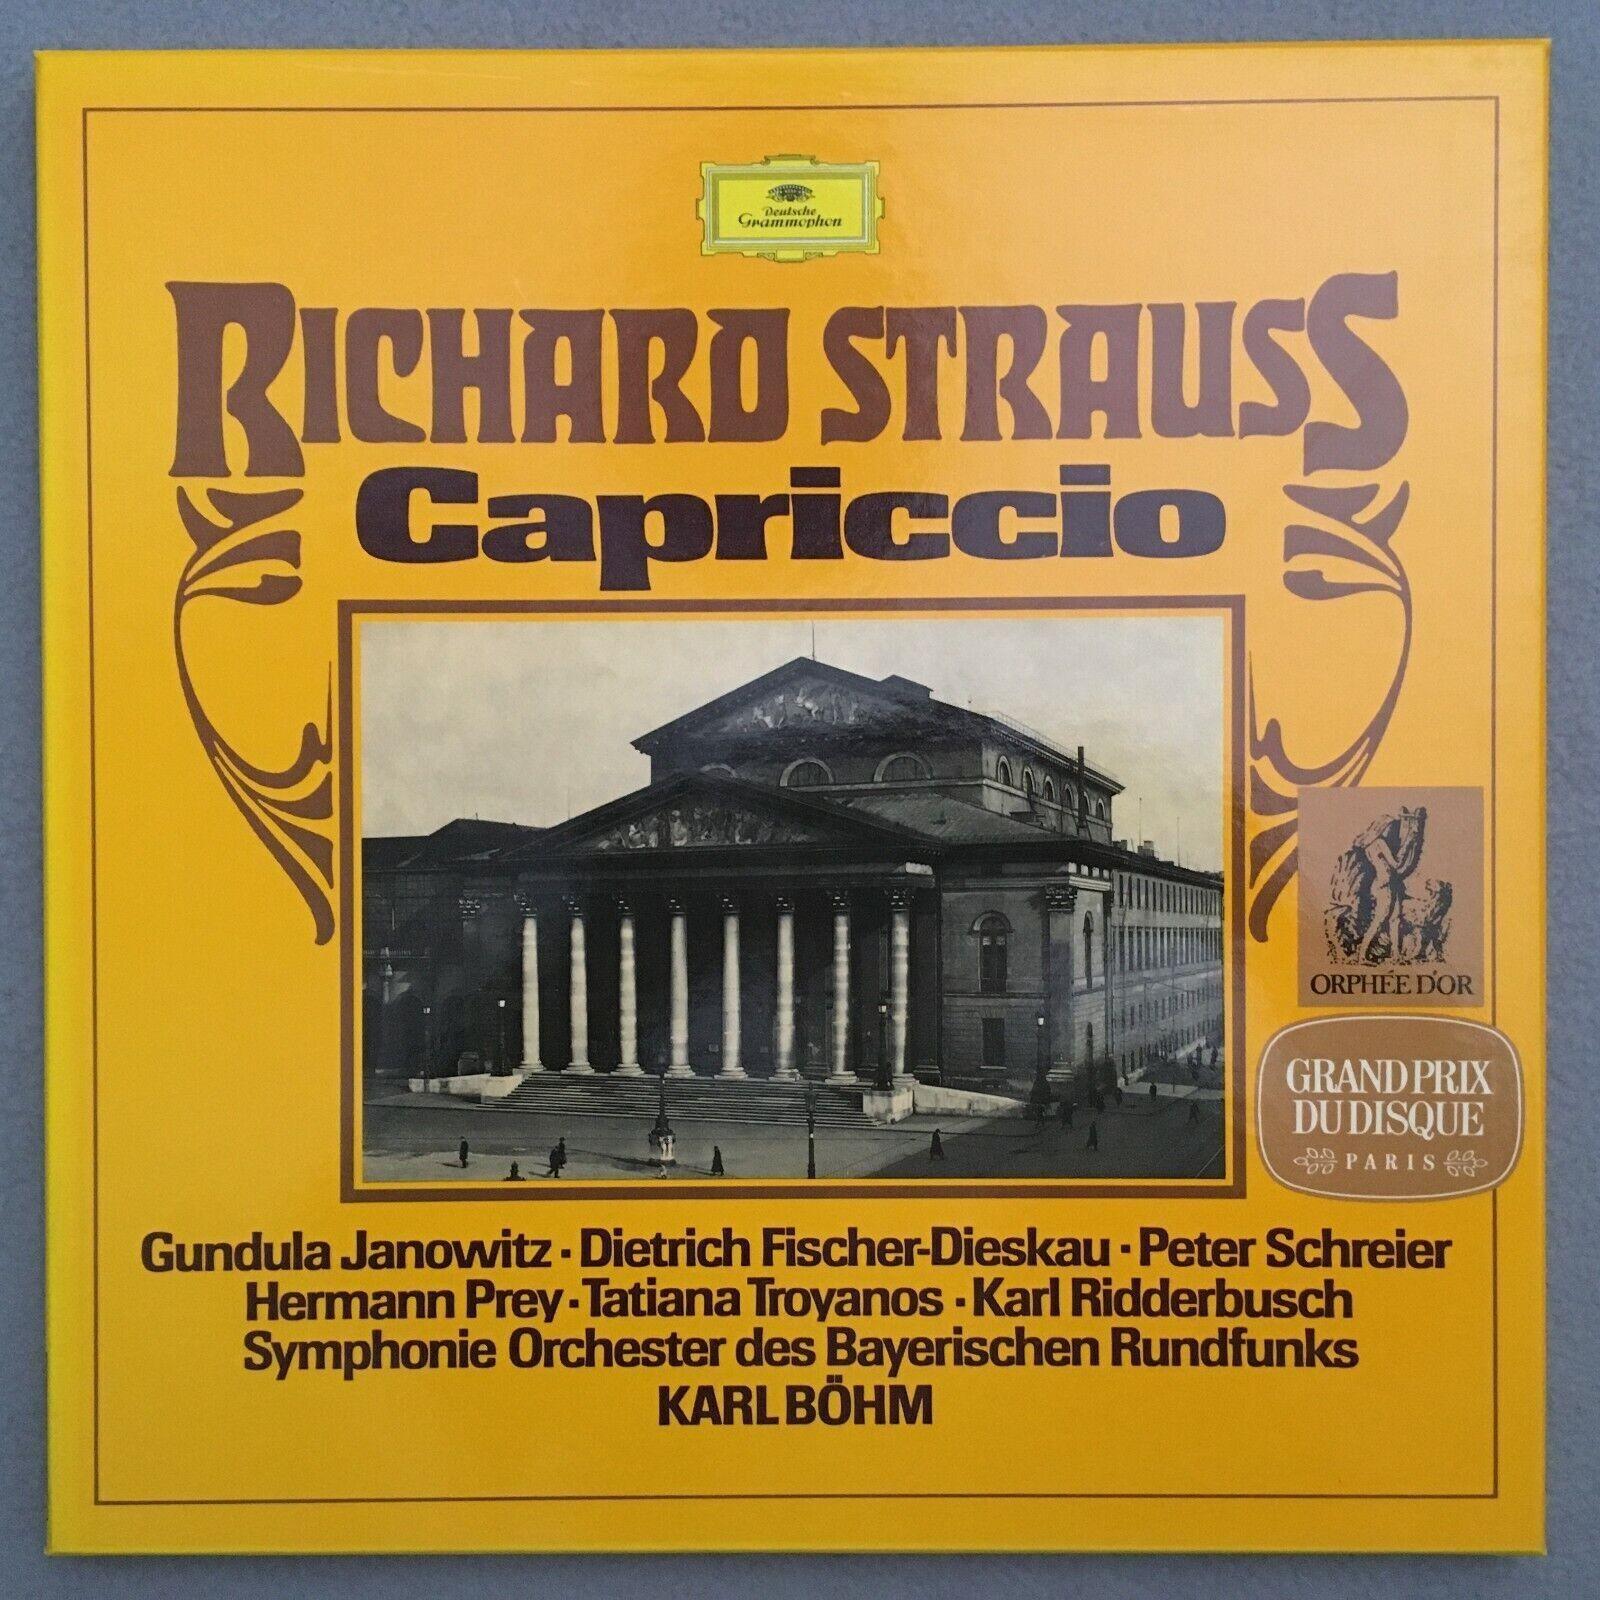 Deutsche
Grammophon
RICHARD STRAUSS
Capriccio
ORPHÉE D'OR
GRAND PRIX
DU DISQUE
PARIS
Gundula Janowitz · Dietrich Fischer-Dieskau · Peter Schreier
Hermann Prey · Tatiana Troyanos · Karl Ridderbusch
Symphonie Orchester des Bayerischen Rundfunks
KARL BÖHM